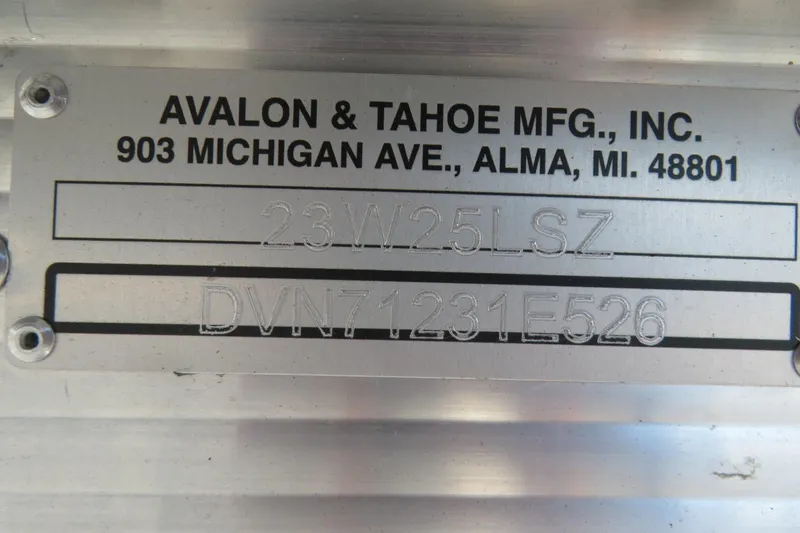 AVALON & TAHOE MFG., INC.
903 MICHIGAN AVE., ALMA, MI. 48801
23W25LSZ
DVN71231E526